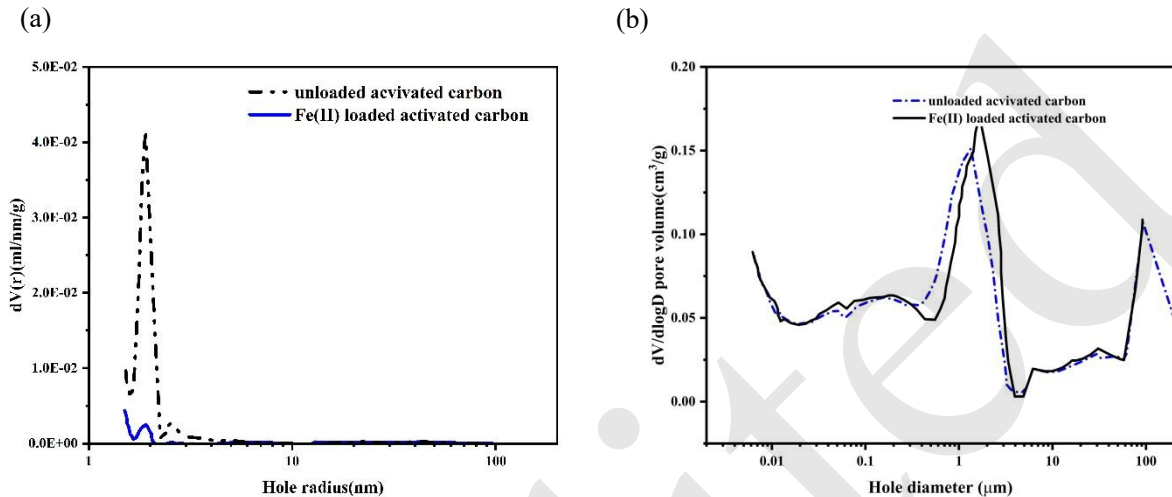 (a)
5.0E-02
4.0E-02
3.0E-02
2.0E-02
1.0E-02
0.0E+00
dV(r)(ml/nm/g)
unloaded acvivated carbon
Fe(II) loaded activated carbon
1
10
100
Hole radius(nm)
(b)
0.20
0.15
0.10
0.05
0.00
dV/dlogD pore volume(cm³/g)
unloaded acvivated carbon
Fe(II) loaded activated carbon
0.01
0.1
1
10
100
Hole diameter (μm)